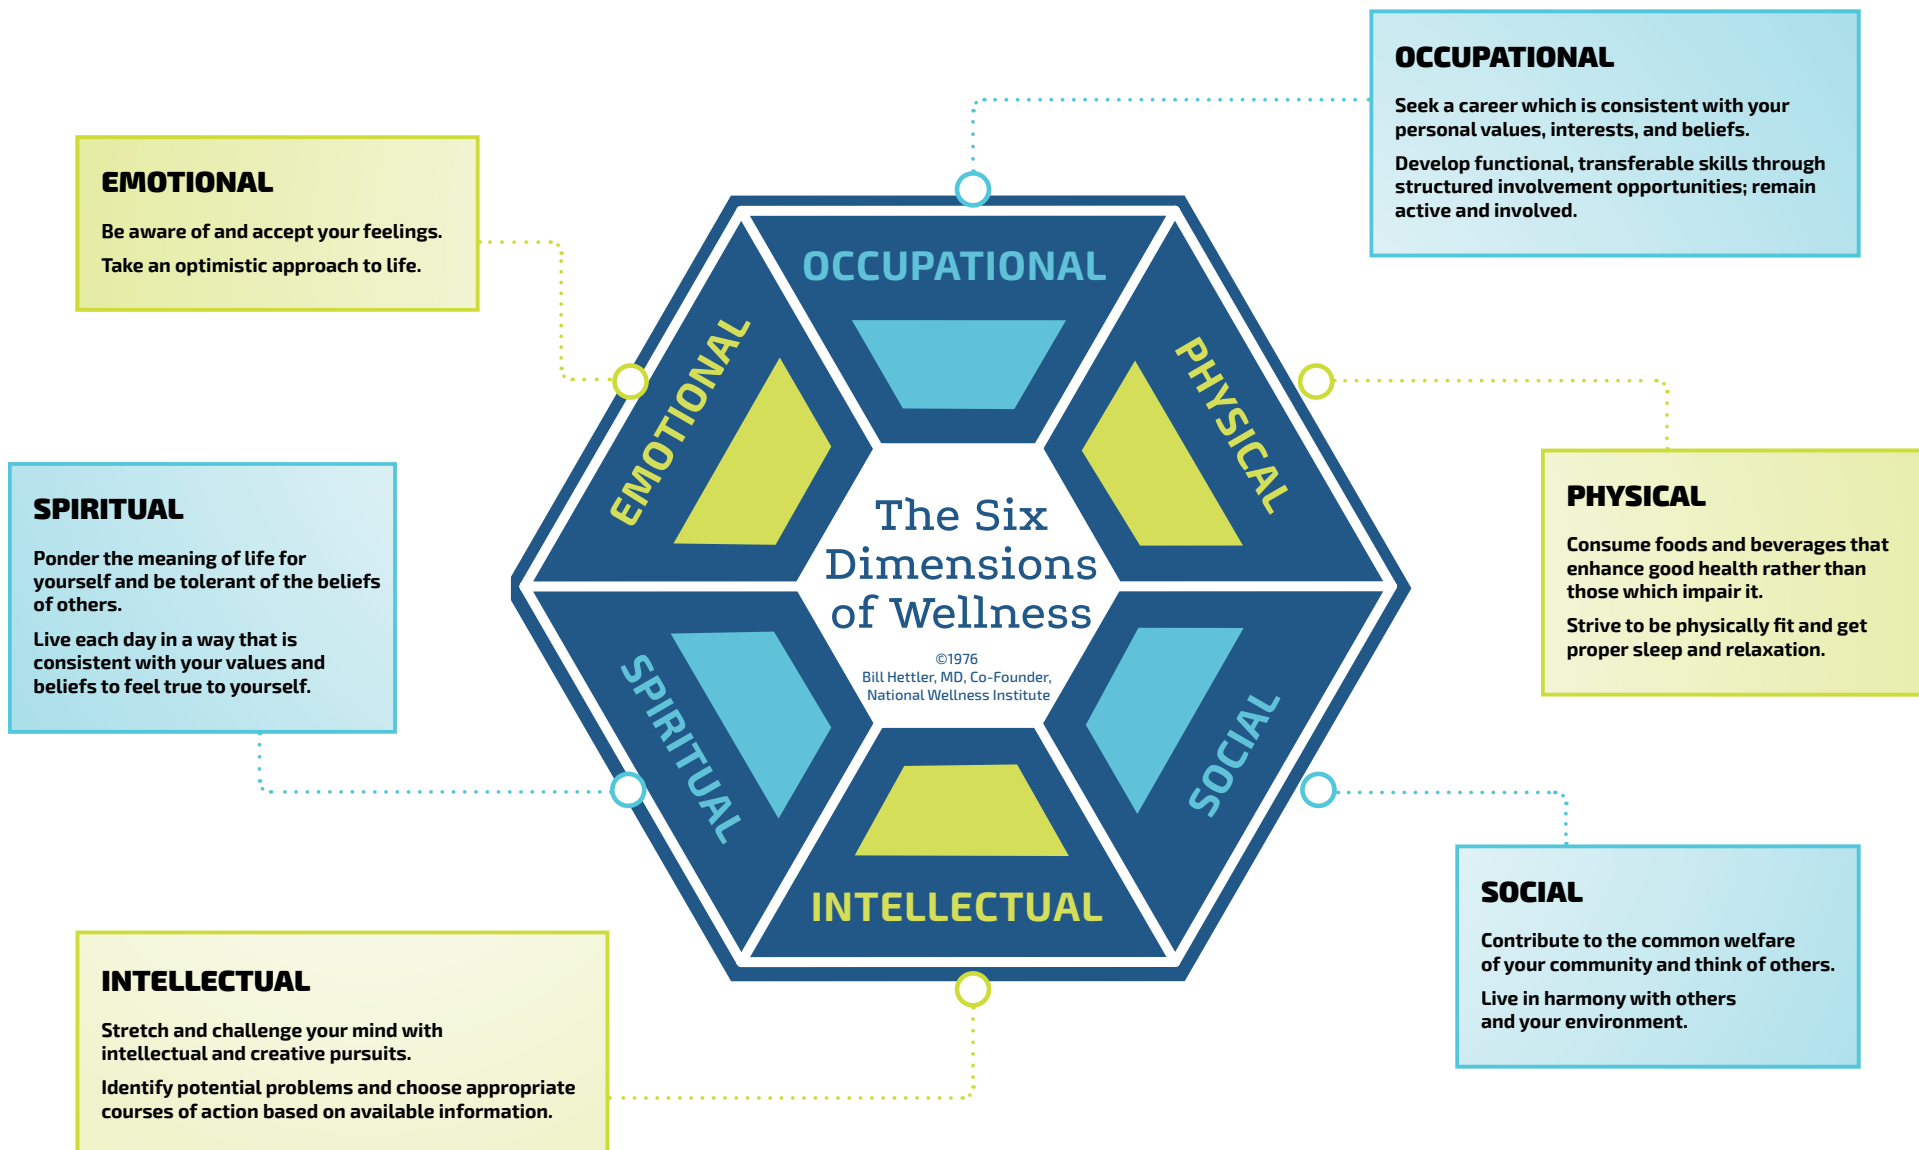 OCCUPATIONAL
Seek a career which is consistent with your
personal values, interests, and beliefs.
Develop functional, transferable skills through
structured involvement opportunities; remain
active and involved.
EMOTIONAL
Be aware of and accept your feelings.
Take an optimistic approach to life.
OCCUPATIONAL
EMOTIONAL
PHYSICAL
SPIRITUAL
Ponder the meaning of life for
yourself and be tolerant of the beliefs
of others.
Live each day in a way that is
consistent with your values and
beliefs to feel true to yourself.
The Six
Dimensions
of Wellness
©1976
Bill Hettler, MD, Co-Founder,
National Wellness Institute
PHYSICAL
Consume foods and beverages that
enhance good health rather than
those which impair it.
Strive to be physically fit and get
proper sleep and relaxation.
SPIRITUAL
SOCIAL
INTELLECTUAL
SOCIAL
Contribute to the common welfare
of your community and think of others.
Live in harmony with others
and your environment.
INTELLECTUAL
Stretch and challenge your mind with
intellectual and creative pursuits.
Identify potential problems and choose appropriate
courses of action based on available information.